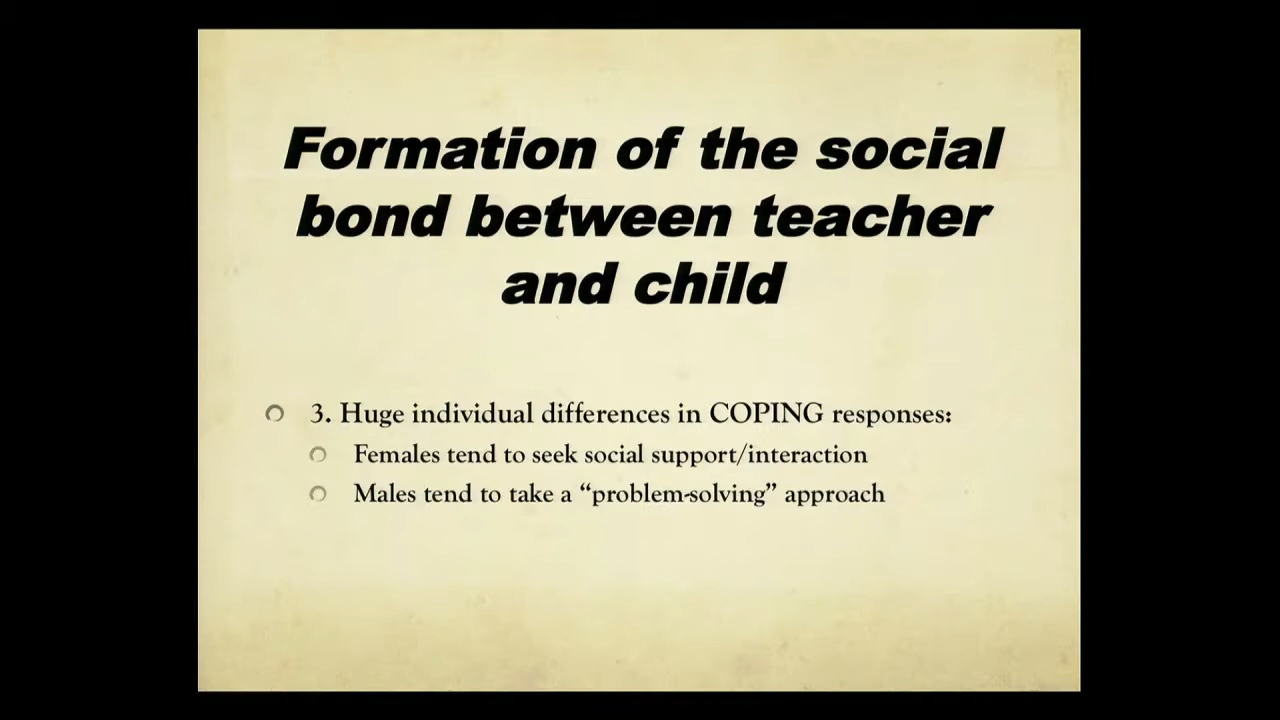 Formation of the social
bond between teacher
and child
3. Huge individual differences in COPING responses:
Females tend to seek social support/interaction
Males tend to take a “problem-solving” approach